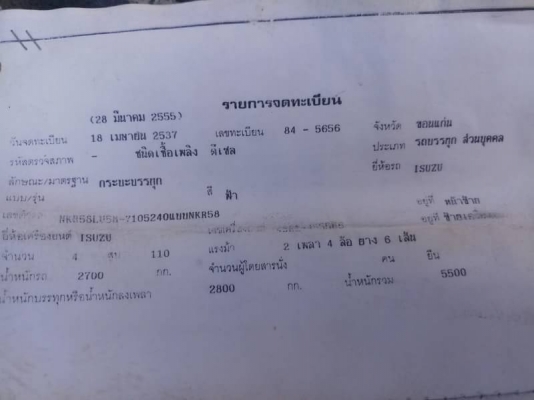 รายการจดทะเบียน
(28 มีนาคม 2555)
วันจดทะเบียน 18 เมษายน 2537 เลขทะเบียน 84 - 5656 จังหวัด ขอนแก่น
รหัสตรวจสภาพ - ชนิดเชื้อเพลิง ดีเซล ประเภท รถบรรทุก ส่วนบุคคล
ลักษณะ/มาตรฐาน กระบะบรรทุก ยี่ห้อรถ ISUZU
แบบ/รุ่น สี ฟ้า
อยู่ที่ หน้าซ้าย
อยู่ที่
ยี่ห้อเครื่องยนต์ ISUZU
จำนวน 4 สูบ 110 แรงม้า 2 เพลา 4 ล้อ ยาง 6 เส้น
น้ำหนักรถ 2700 กก. จำนวนผู้โดยสารนั่ง คน ยืน
น้ำหนักบรรทุกหรือน้ำหนักลงเพลา 2800 กก. น้ำหนักรวม 5500